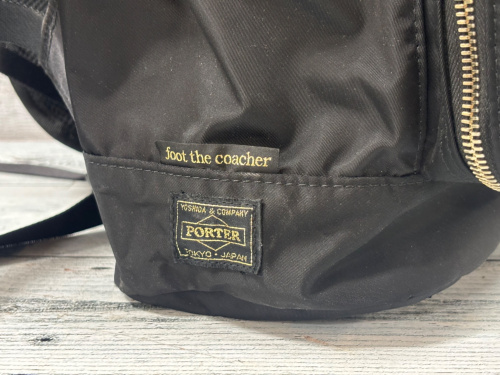 foot the coacher
YOSHIDA & COMPANY
PORTER
TOKYO • JAPAN